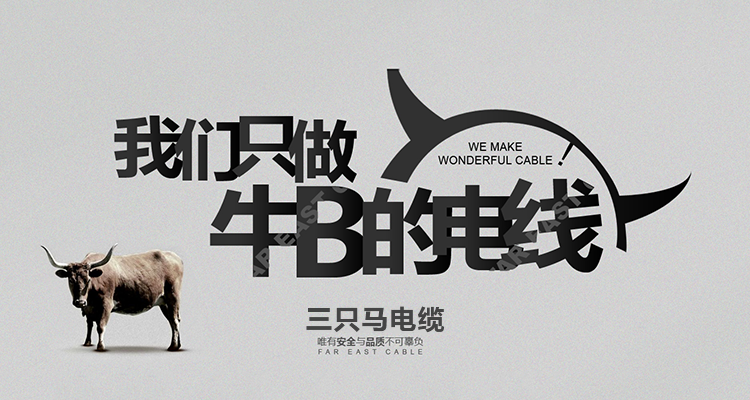 我们只做
WE MAKE
WONDERFUL CABLE !
牛B的电线
三只马电缆
唯有安全与品质不可辜负
FAR EAST CABLE